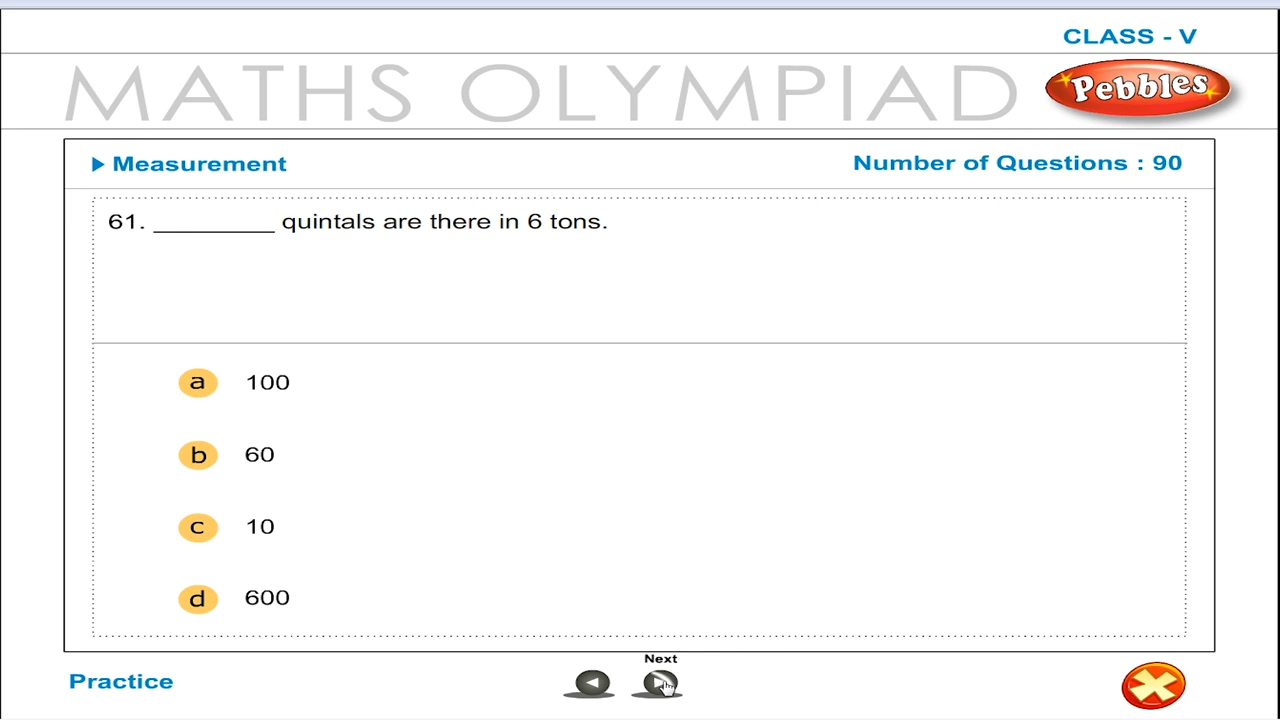 CLASS - V
MATHS OLYMPIAD
Pebbles
Measurement
Number of Questions : 90
61. _________ quintals are there in 6 tons.
a 100
b 60
c 10
d 600
Next
Practice